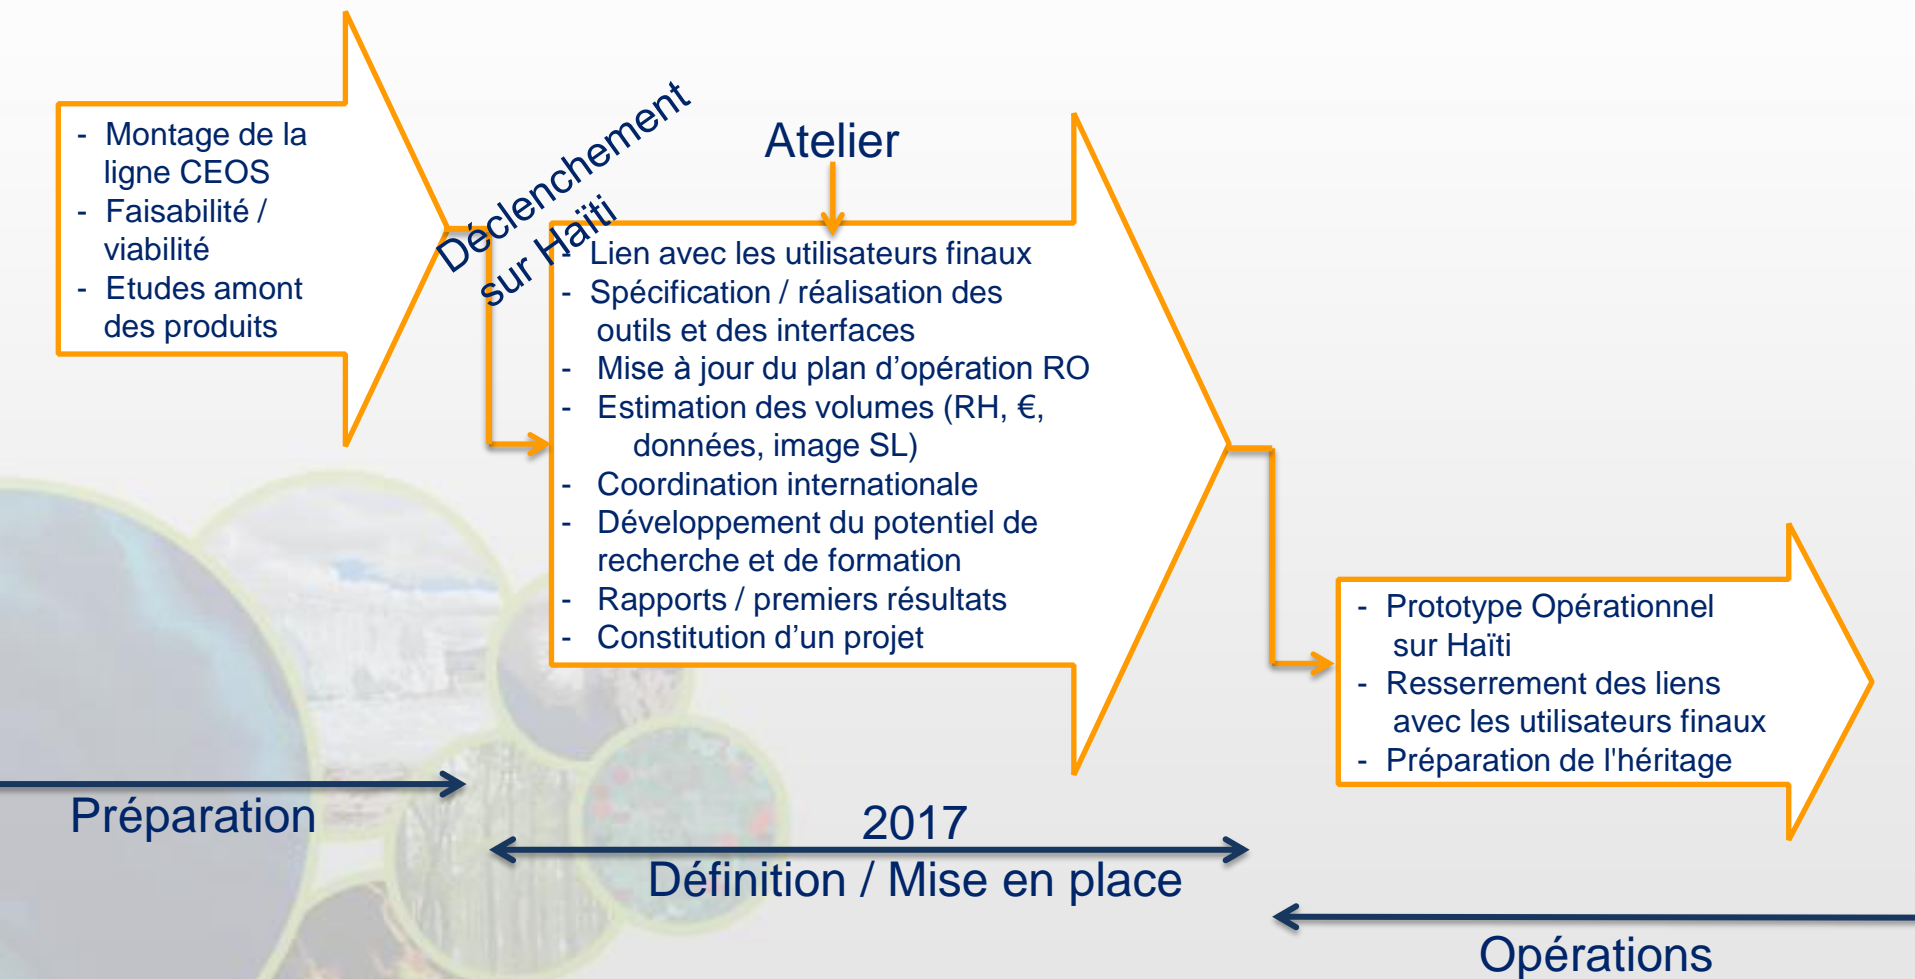 - Montage de la
ligne CEOS
- Faisabilité /
viabilité
- Etudes amont
des produits
Déclenchement
sur Haïti
Atelier
- Lien avec les utilisateurs finaux
- Spécification / réalisation des
outils et des interfaces
- Mise à jour du plan d’opération RO
- Estimation des volumes (RH, €,
données, image SL)
- Coordination internationale
- Développement du potentiel de
recherche et de formation
- Rapports / premiers résultats
- Constitution d’un projet
- Prototype Opérationnel
sur Haïti
- Resserrement des liens
avec les utilisateurs finaux
- Préparation de l'héritage
Préparation
2017
Définition / Mise en place
Opérations